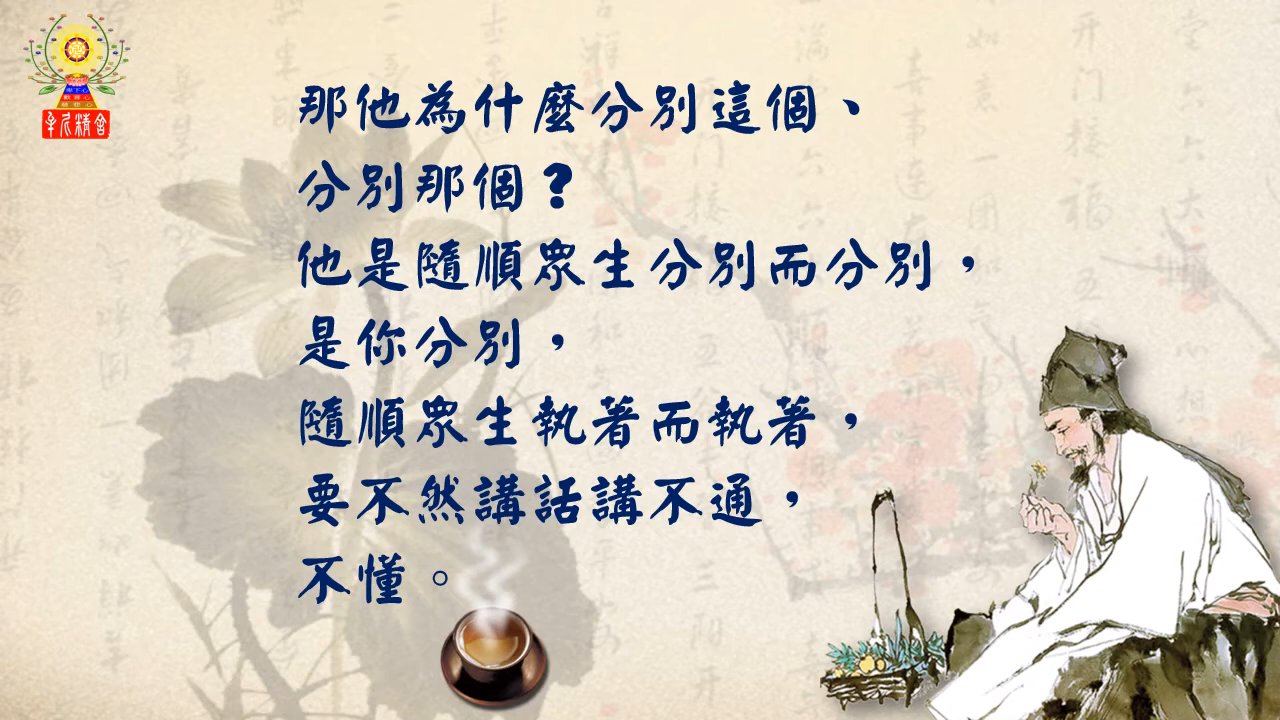 那他為什麼分別這個、
分別那個？
他是隨順眾生分別而分別，
是你分別，
隨順眾生執著而執著，
要不然講話講不通，
不懂。